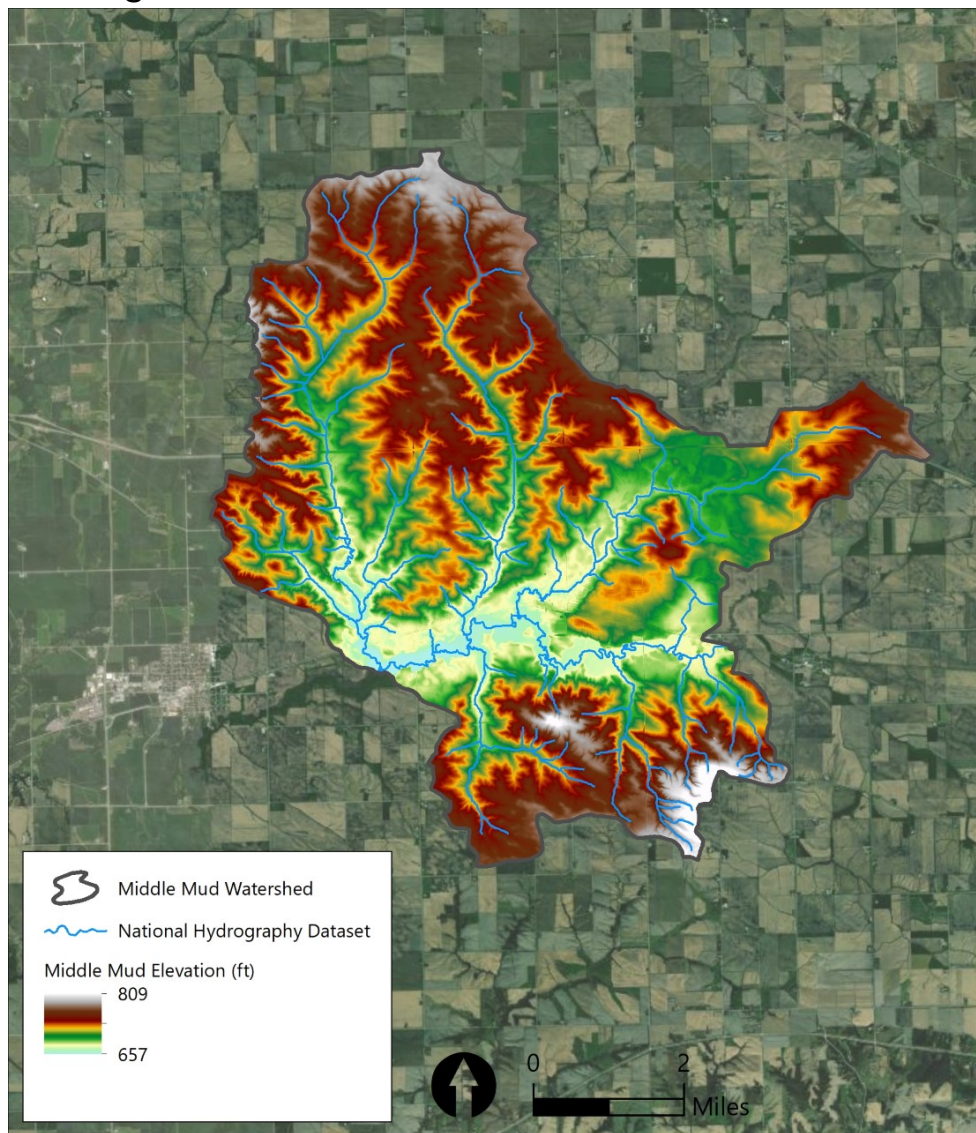 Middle Mud Watershed
National Hydrography Dataset
Middle Mud Elevation (ft)
809
657
0 2
Miles